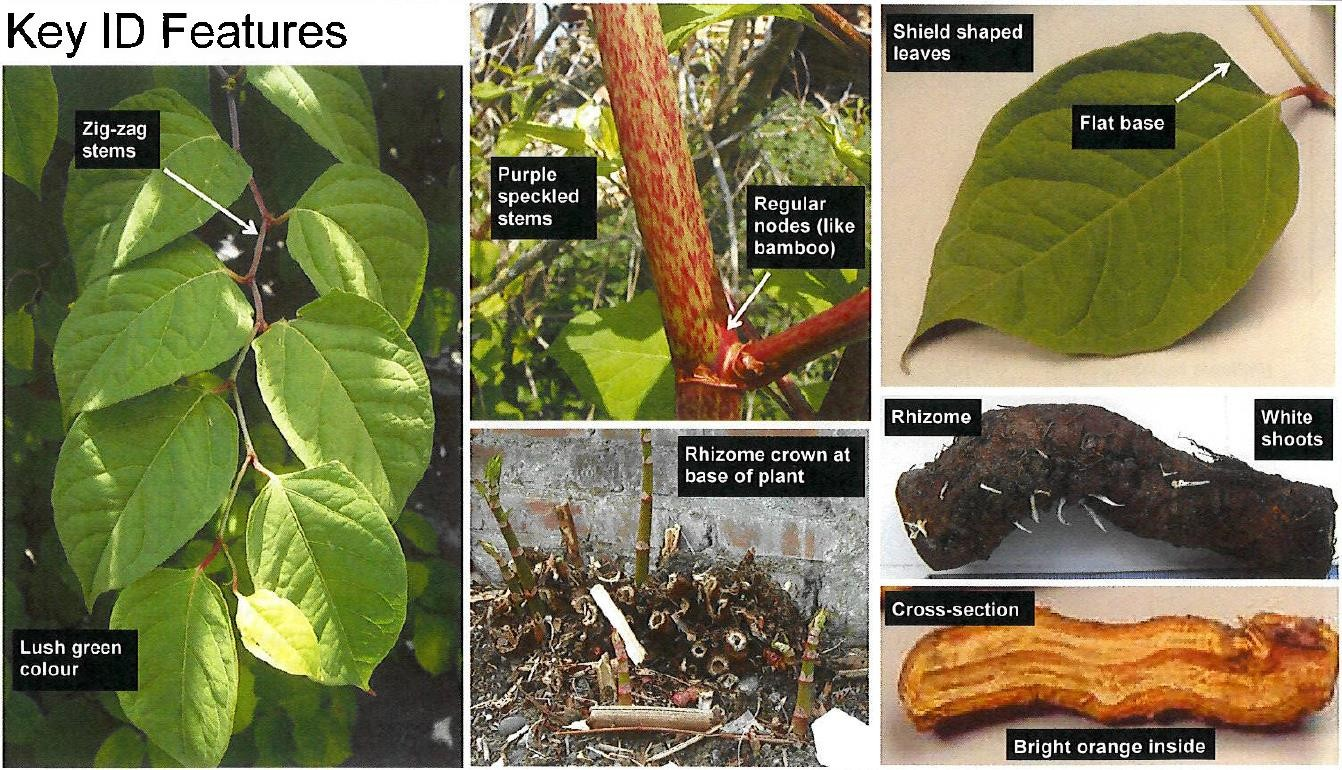 Key ID Features
Zig-zag
stems
Lush green
colour
Purple
speckled
stems
Regular
nodes (like
bamboo)
Rhizome crown at
base of plant
Shield shaped
leaves
Flat base
Rhizome
White
shoots
Cross-section
Bright orange inside